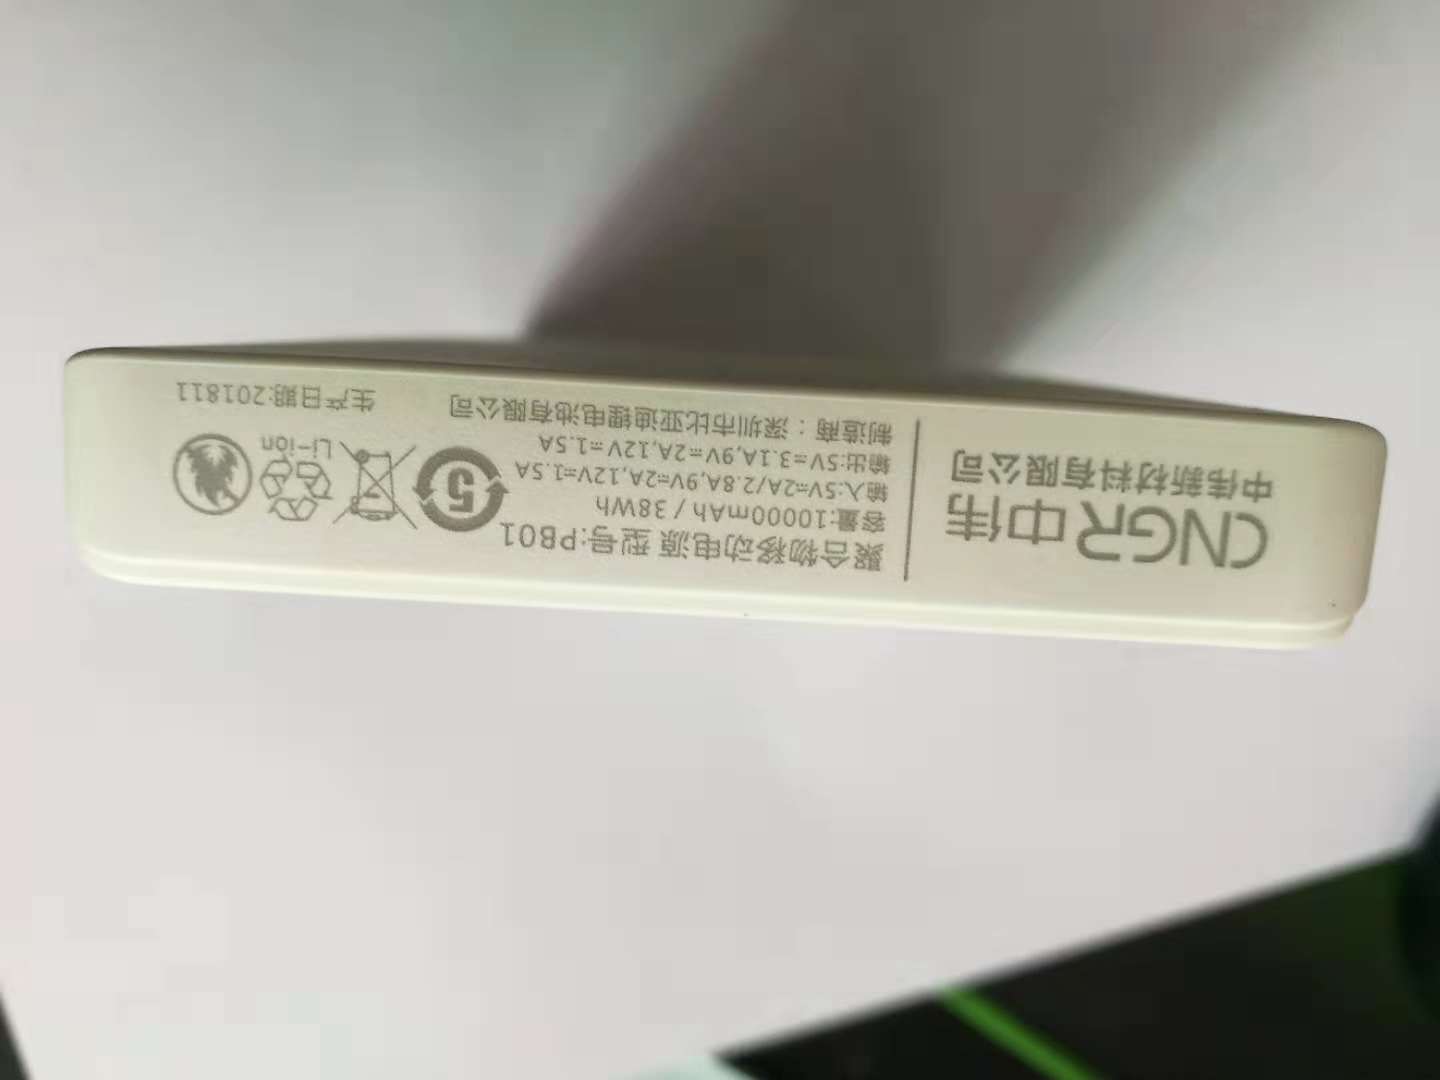 CNGR中伟
中伟新材料有限公司
聚合物移动电源 型号:PB01
容量:10000mAh / 38Wh
输入:5V=2A/2.8A,9V=2A,12V=1.5A
输出:5V=3.1A,9V=2A,12V=1.5A
制造商：深圳市比亚迪锂电池有限公司
5
Li-ion
生产日期:201811